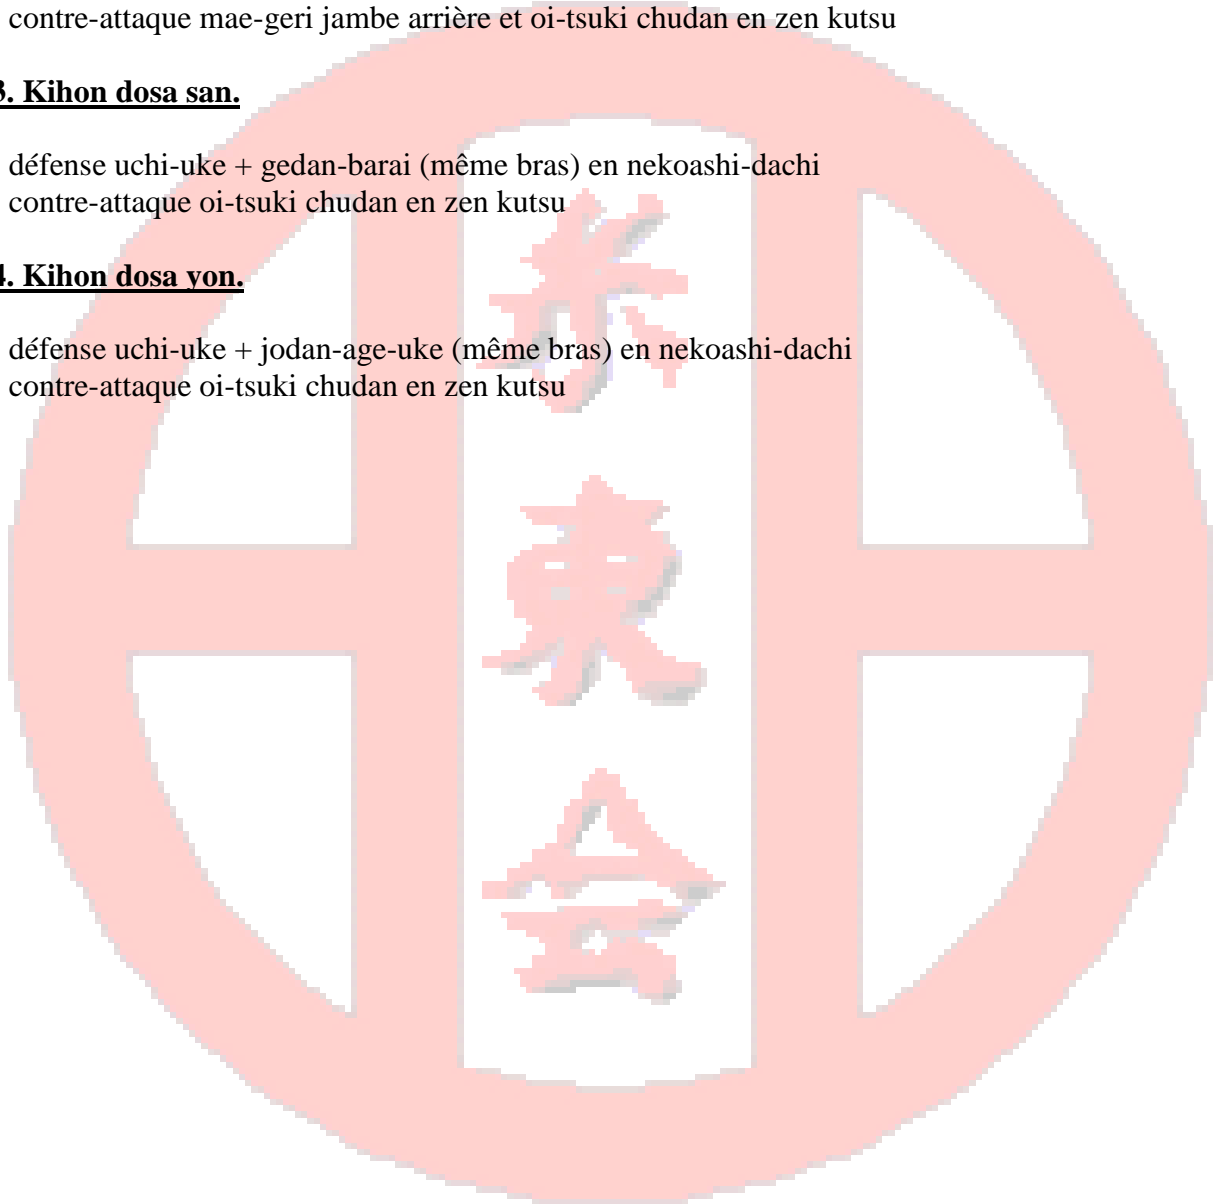 contre-attaque mae-geri jambe arrière et oi-tsuki chudan en zen kutsu
3. Kihon dosa san.
défense uchi-uke + gedan-barai (même bras) en nekoashi-dachi
contre-attaque oi-tsuki chudan en zen kutsu
4. Kihon dosa yon.
défense uchi-uke + jodan-age-uke (même bras) en nekoashi-dachi
contre-attaque oi-tsuki chudan en zen kutsu
糸東会